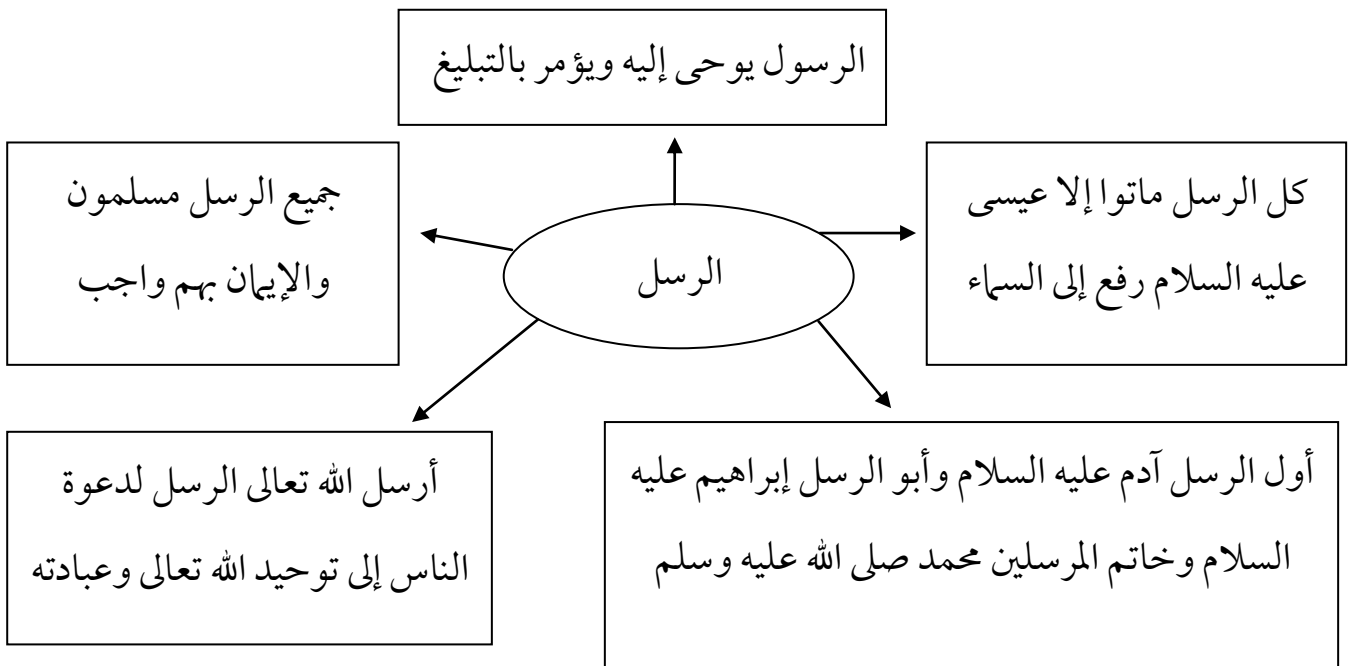 الرسول يوحى إليه ويؤمر بالتبليغ
كل الرسل ماتوا إلا عيسى
عليه السلام رفع إلى السماء
الرسل
جميع الرسل مسلمون
والإيمان بهم واجب
أول الرسل آدم عليه السلام وأبو الرسل إبراهيم عليه
السلام وخاتم المرسلين محمد صلى الله عليه وسلم
أرسل الله تعالى الرسل لدعوة
الناس إلى توحيد الله تعالى وعبادته